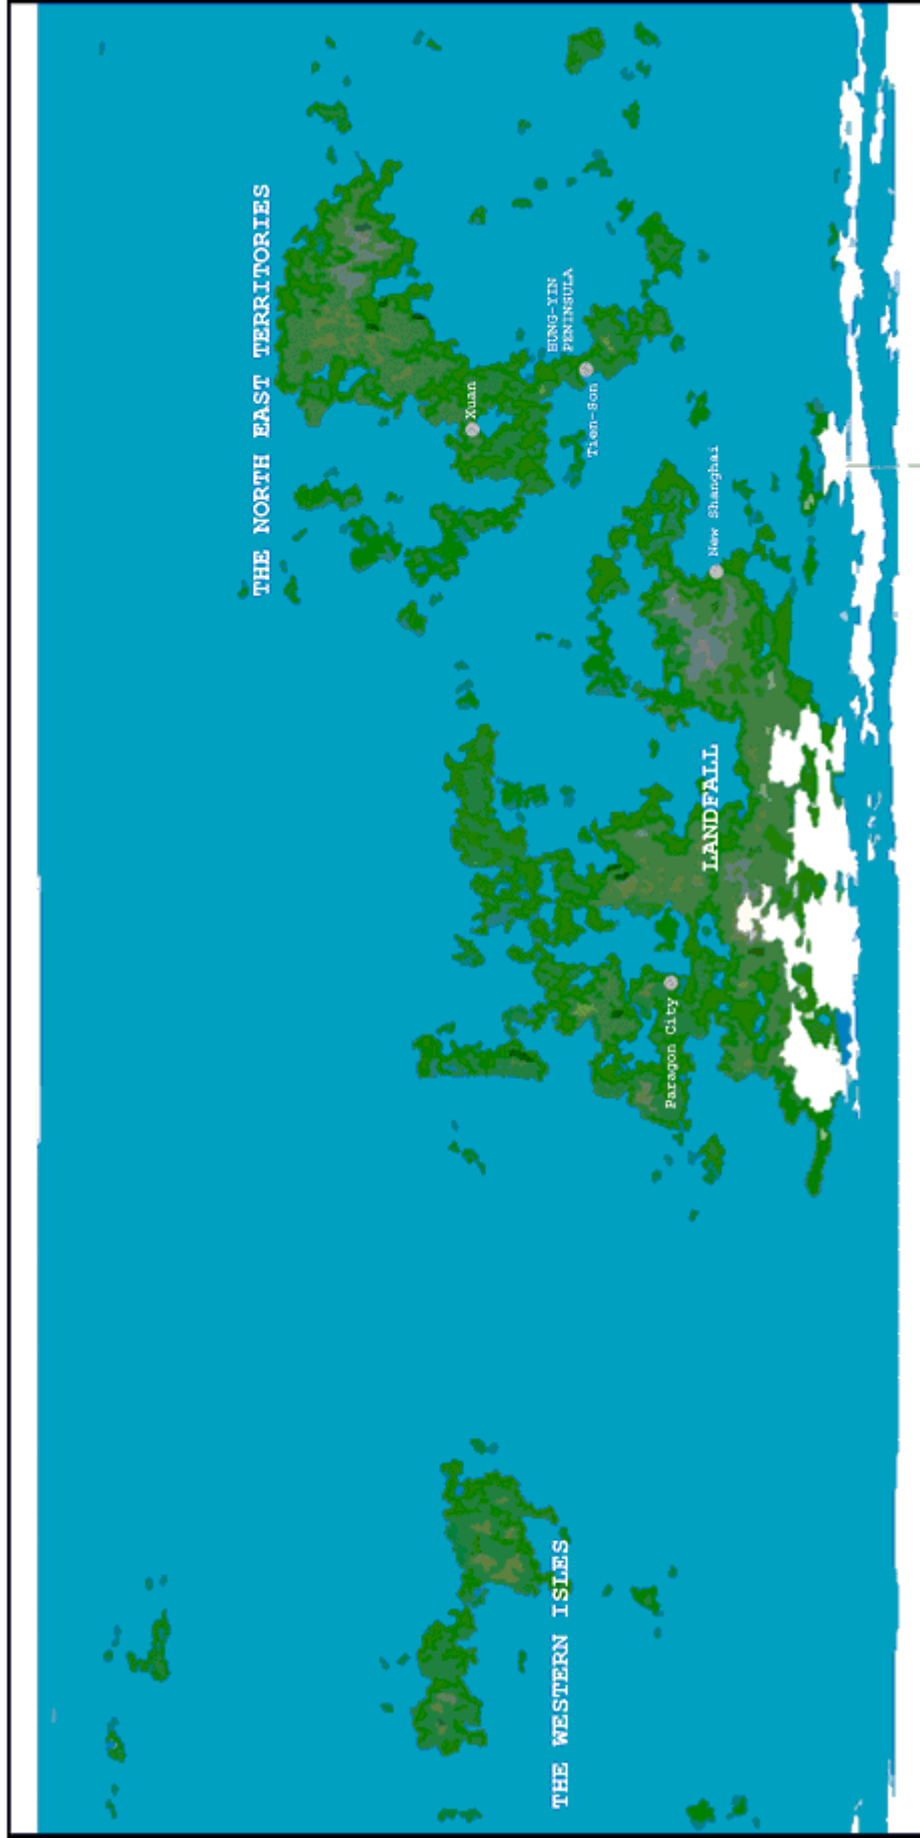 THE NORTH EAST TERRITORIES
Xuan
BUNG-YIN
PENINSULA
Tien-Son
New Shanghai
LANDFALL
Paragon City
THE WESTERN ISLES